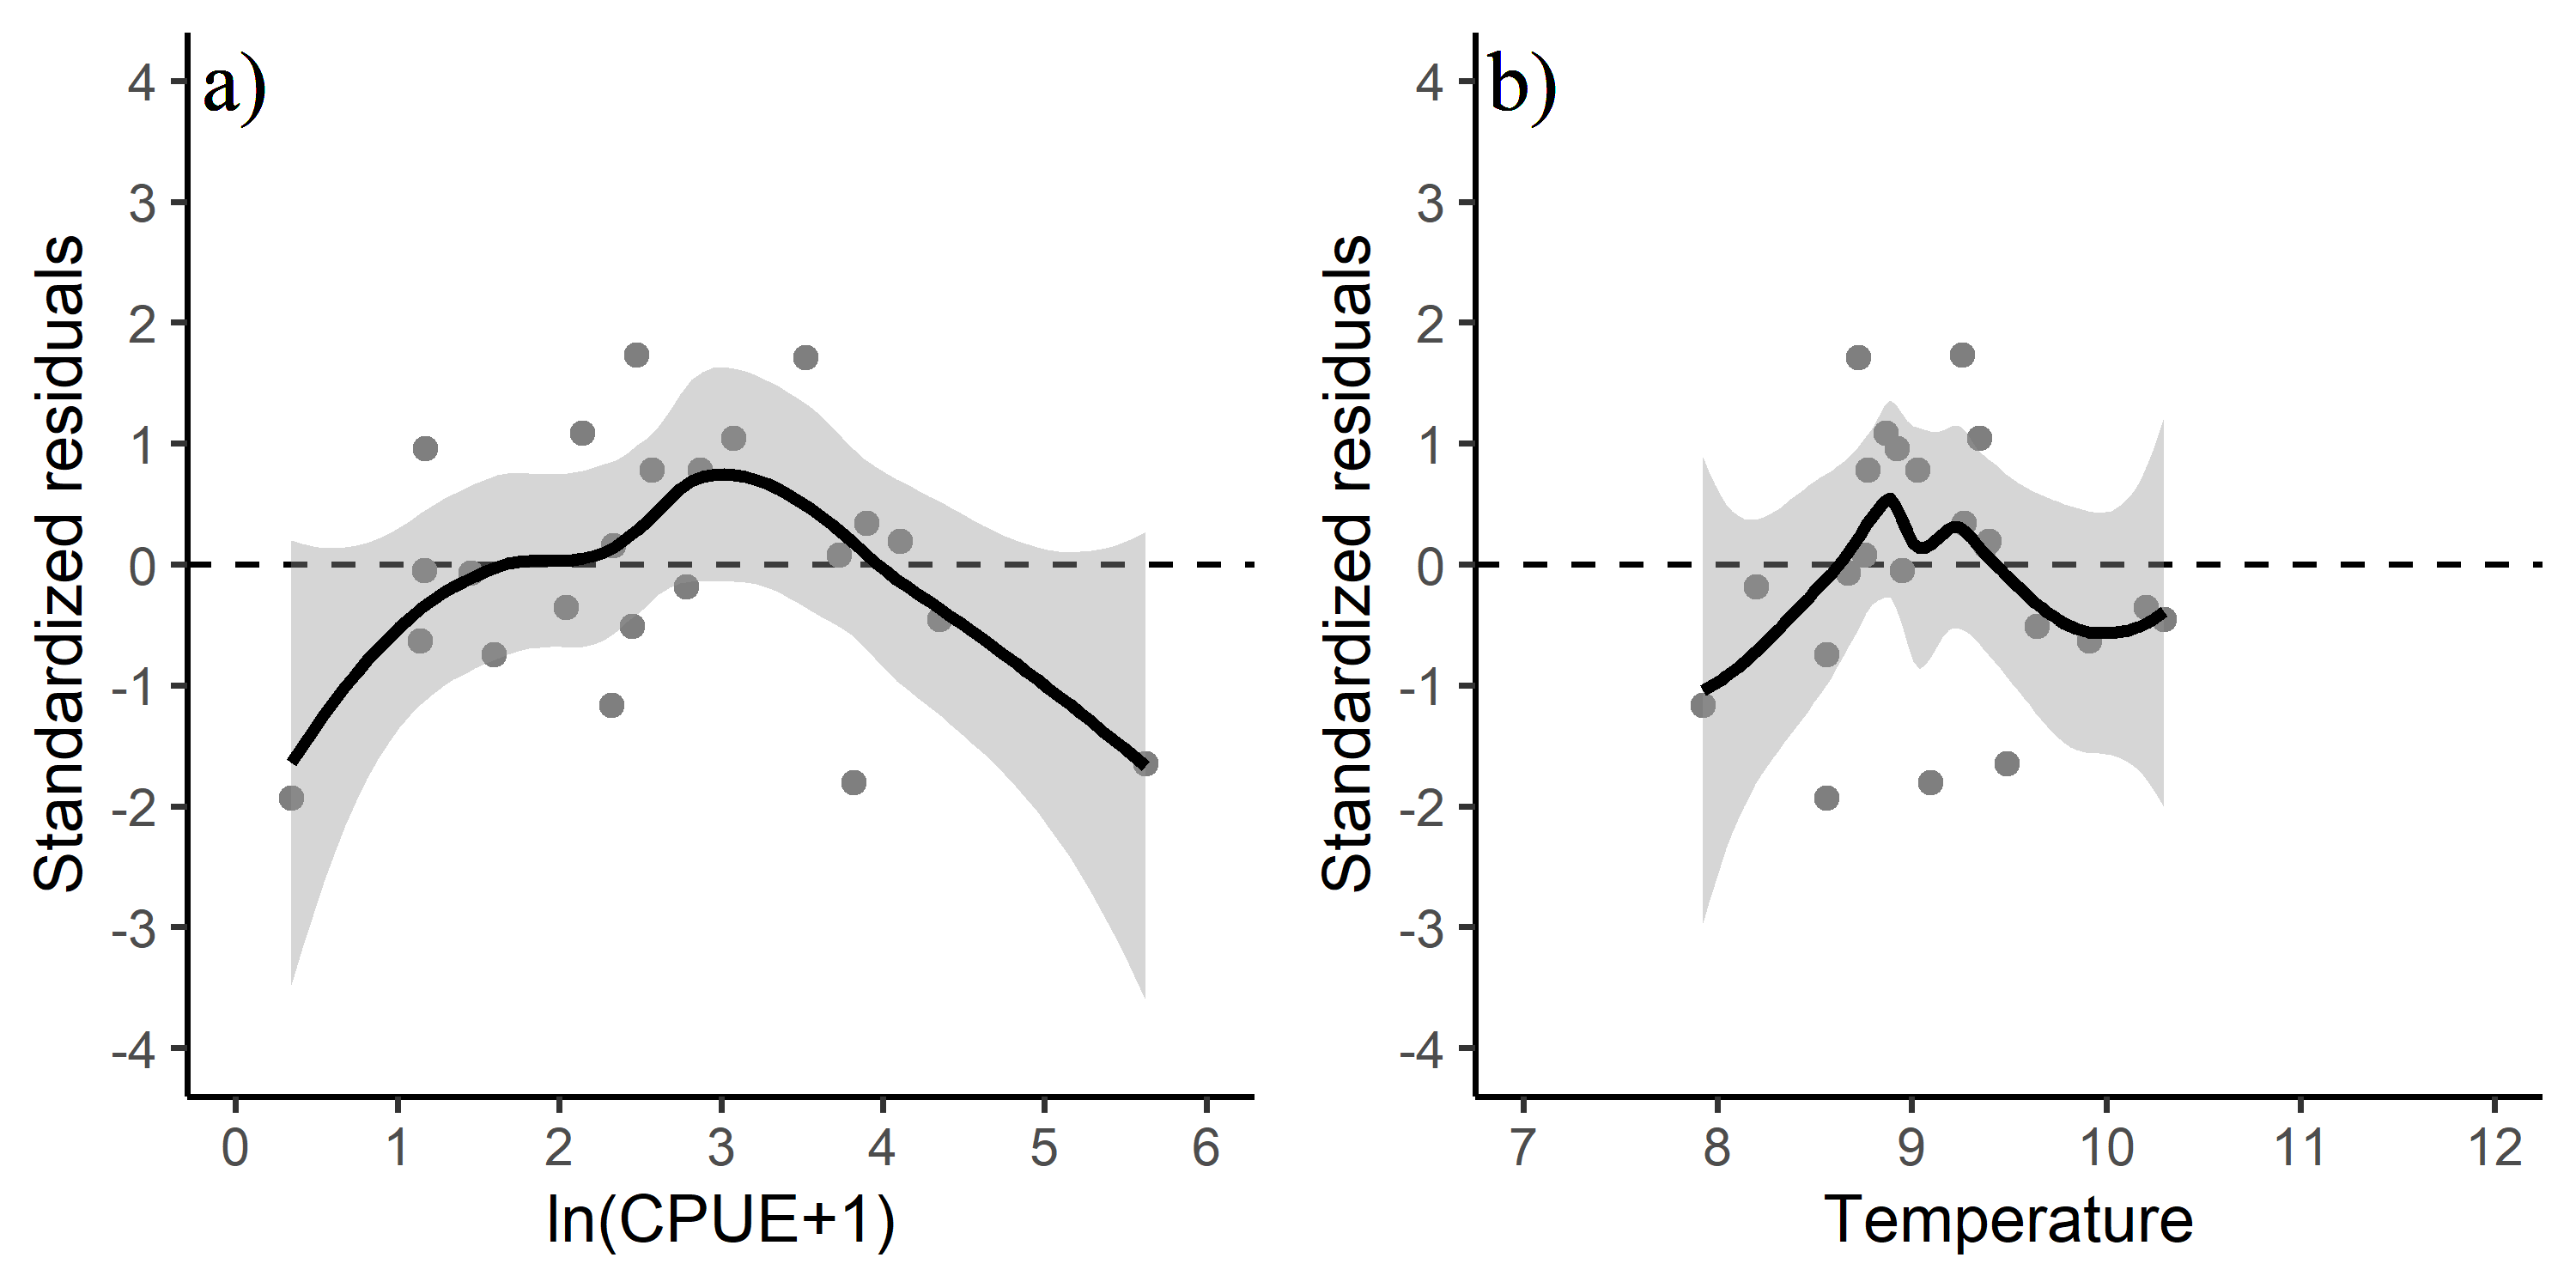 a)
Standardized residuals
4
3
2
1
0
-1
-2
-3
-4
0 1 2 3 4 5 6
ln(CPUE+1)
b)
Standardized residuals
4
3
2
1
0
-1
-2
-3
-4
7 8 9 10 11 12
Temperature